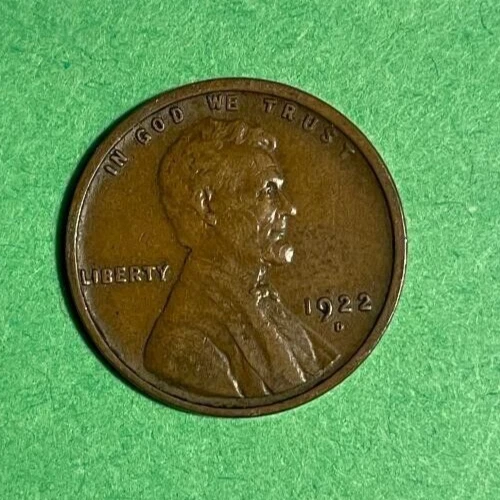 IN GOD WE TRUST
LIBERTY
1922
D